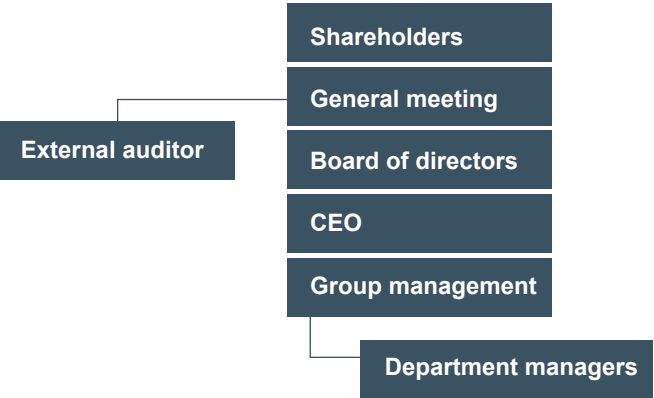 Shareholders
General meeting
External auditor
Board of directors
CEO
Group management
Department managers